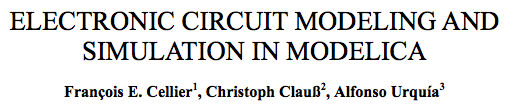 ELECTRONIC CIRCUIT MODELING AND
SIMULATION IN MODELICA
François E. Cellier¹, Christoph Clauß², Alfonso Urquía³